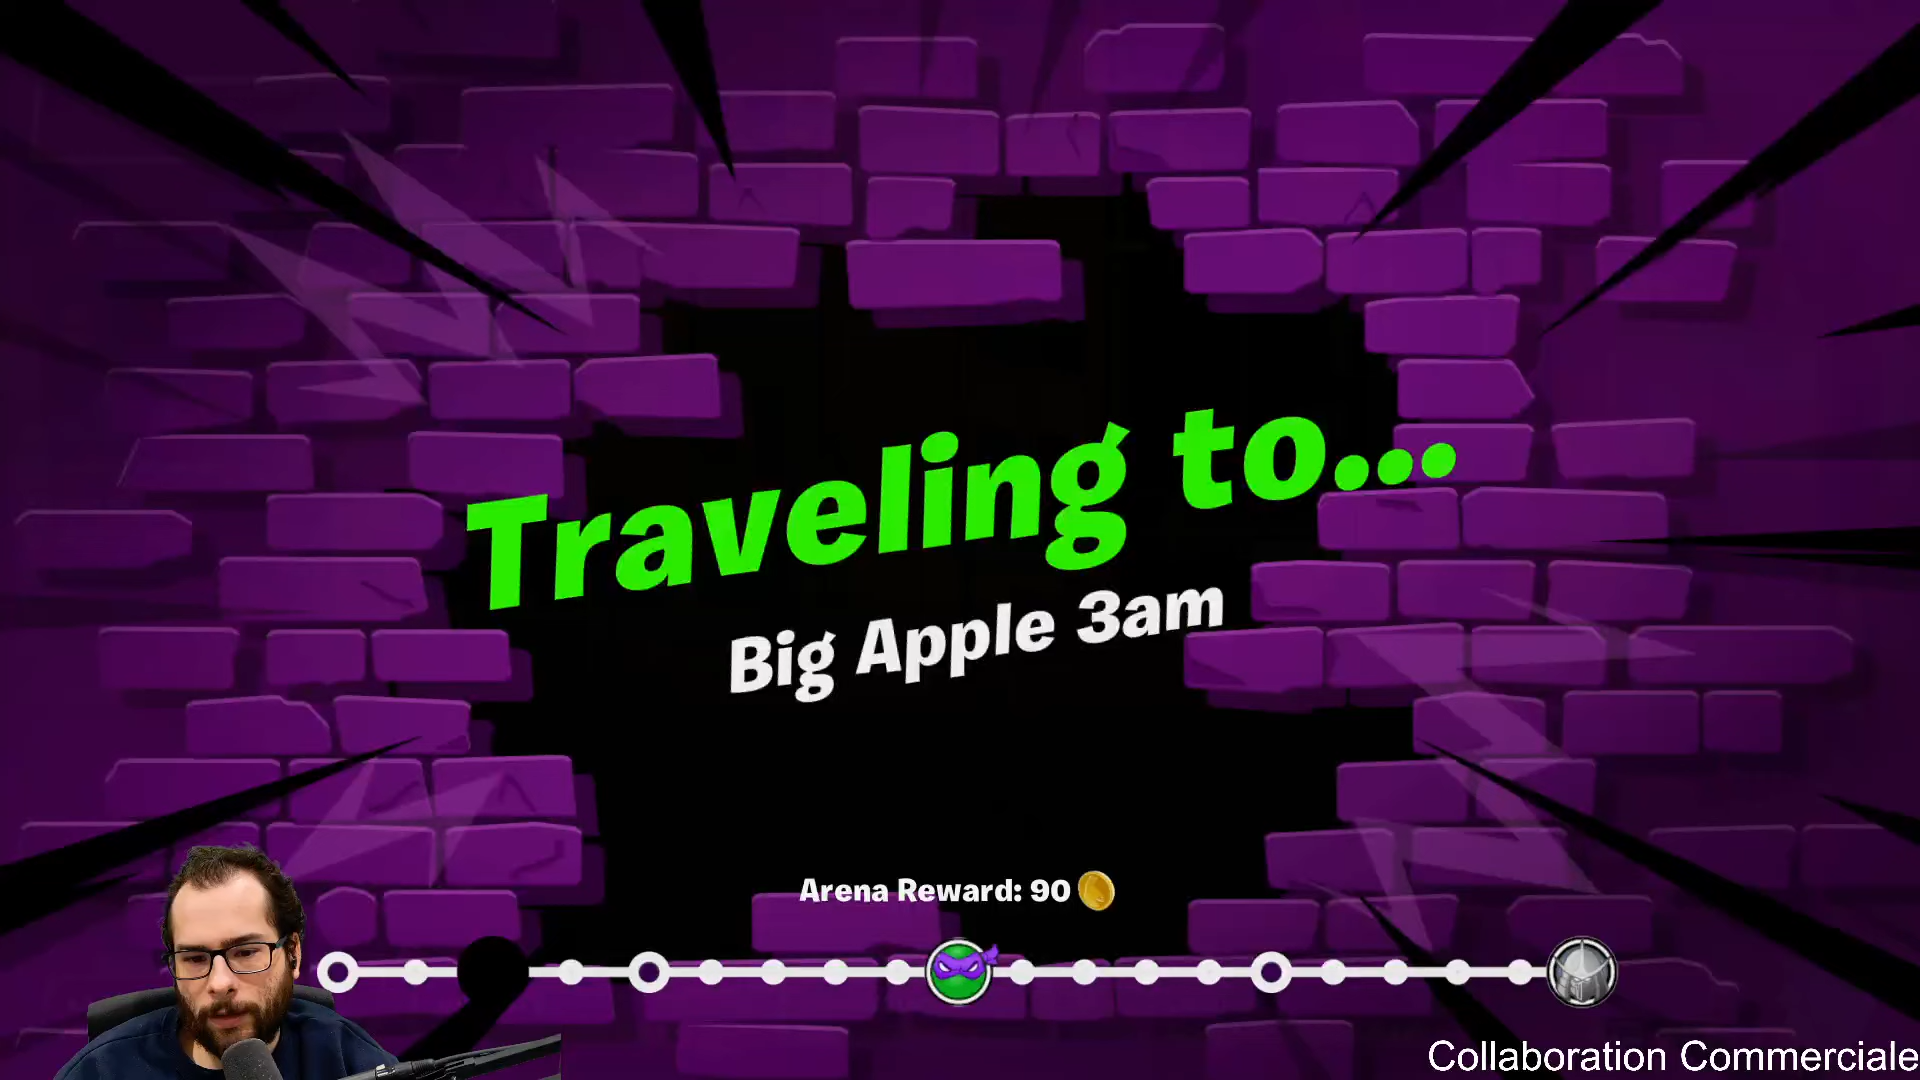 Traveling to...
Big Apple 3am
Arena Reward: 90
Collaboration Commerciale